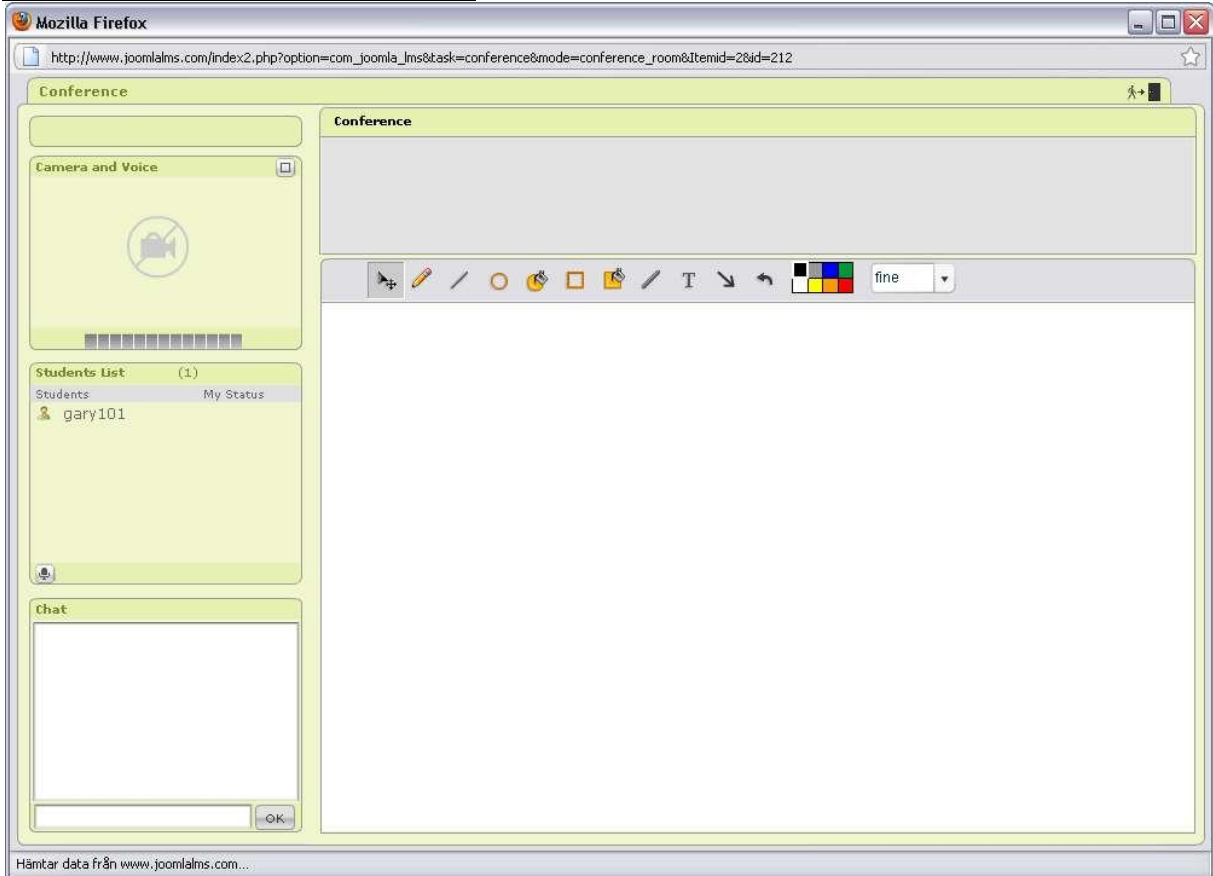 Mozilla Firefox
http://www.joomlalms.com/index2.php?option=com_joomla_lms&task=conference&mode=conference_room&Itemid=2&id=212
Conference
Conference
Camera and Voice
T
fine
Students List (1)
Students My Status
gary101
Chat
OK
Hämtar data från www.joomlalms.com...